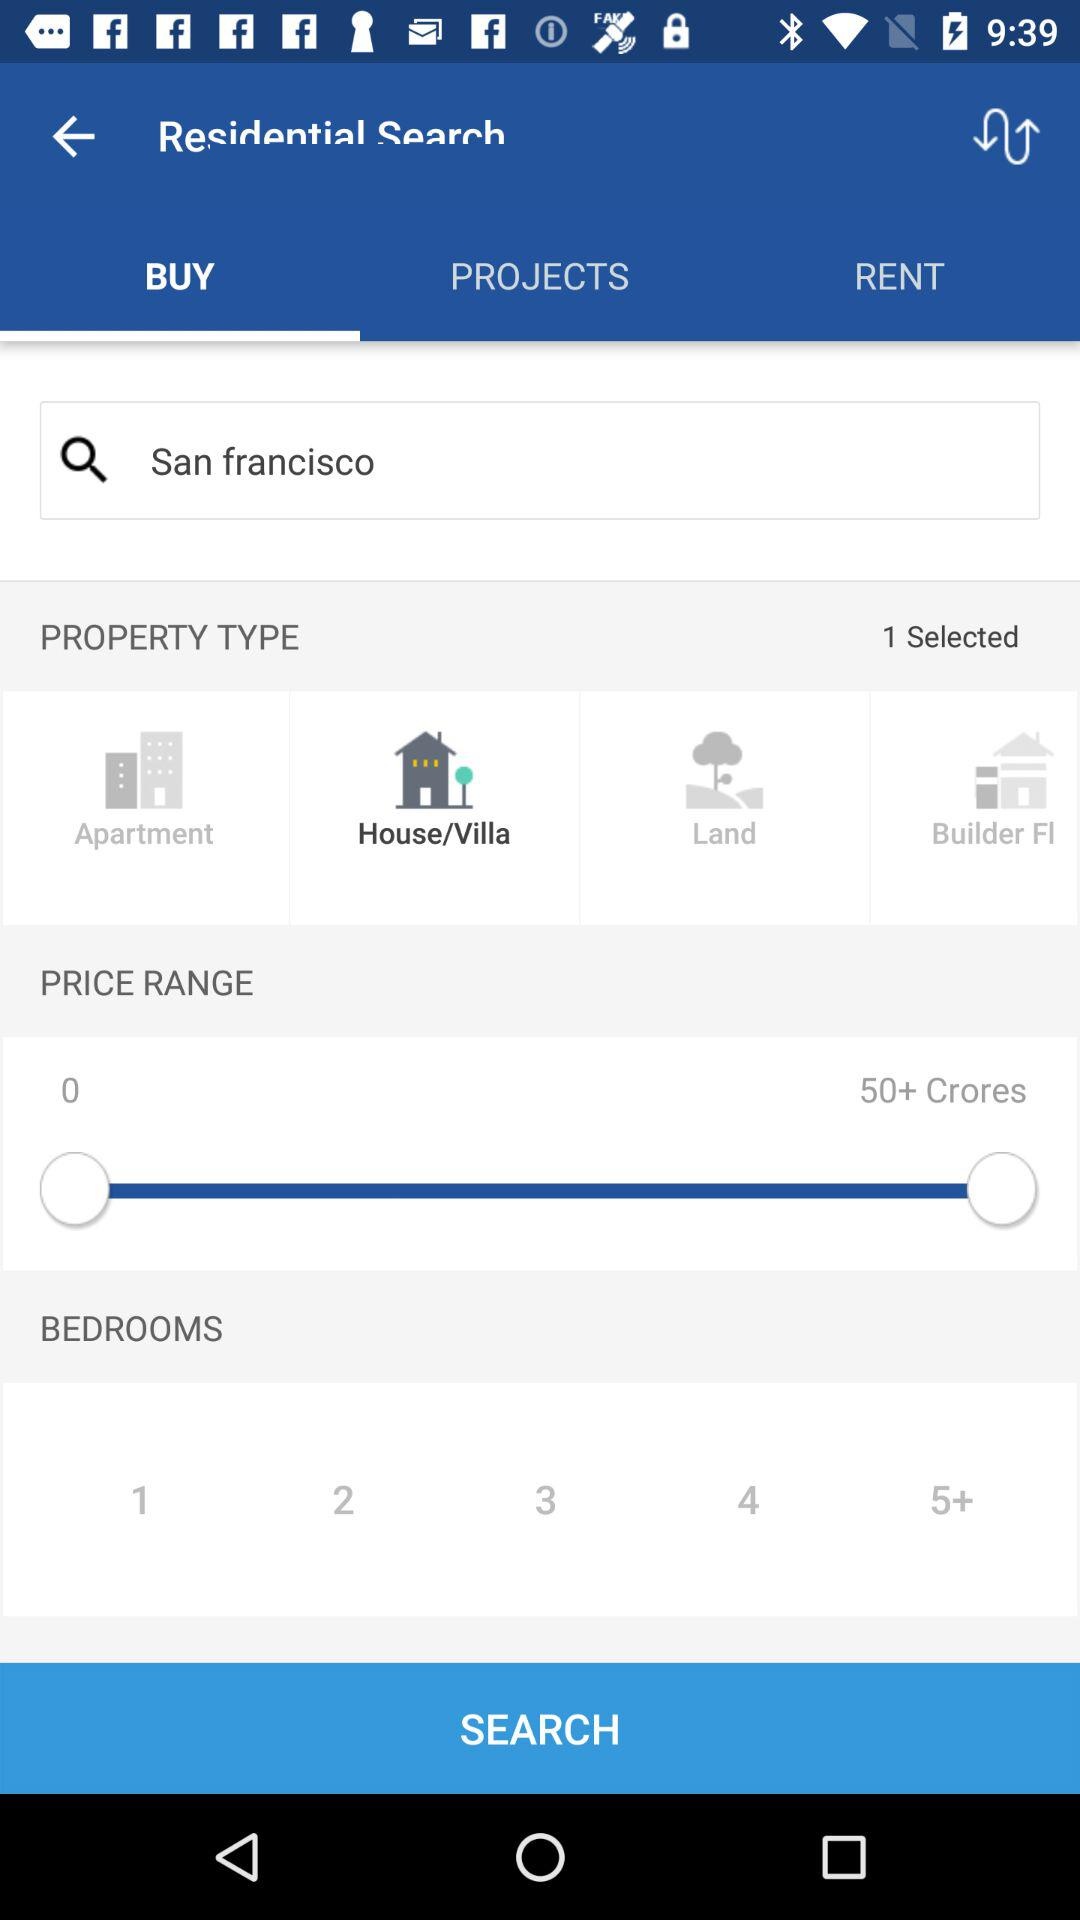 FAK 9:39
Residential Search
BUY PROJECTS RENT
San francisco
PROPERTY TYPE 1 Selected
Apartment House/Villa Land Builder Fl
PRICE RANGE
0 50+ Crores
BEDROOMS
1 2 3 4 5+
SEARCH